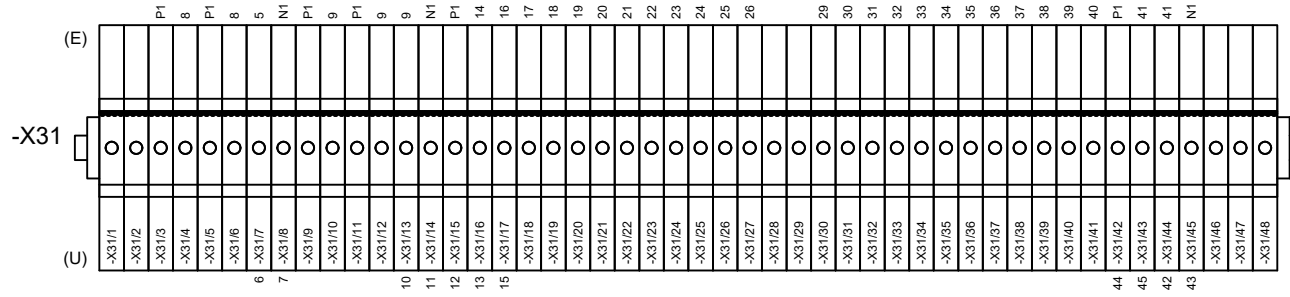 P1 8 P1 8 5 N1 P1 9 P1 9 9 N1 P1 14 16 17 18 19 20 21 22 23 24 25 26 29 30 31 32 33 34 35 36 37 38 39 40 P1 41 41 N1
(E)
-X31
(U)
-X31/1 -X31/2 -X31/3 -X31/4 -X31/5 -X31/6 -X31/7 -X31/8 -X31/9 -X31/10 -X31/11 -X31/12 -X31/13 -X31/14 -X31/15 -X31/16 -X31/17 -X31/18 -X31/19 -X31/20 -X31/21 -X31/22 -X31/23 -X31/24 -X31/25 -X31/26 -X31/27 -X31/28 -X31/29 -X31/30 -X31/31 -X31/32 -X31/33 -X31/34 -X31/35 -X31/36 -X31/37 -X31/38 -X31/39 -X31/40 -X31/41 -X31/42 -X31/43 -X31/44 -X31/45 -X31/46 -X31/47 -X31/48
6 7 10 11 12 13 15 44 45 42 43